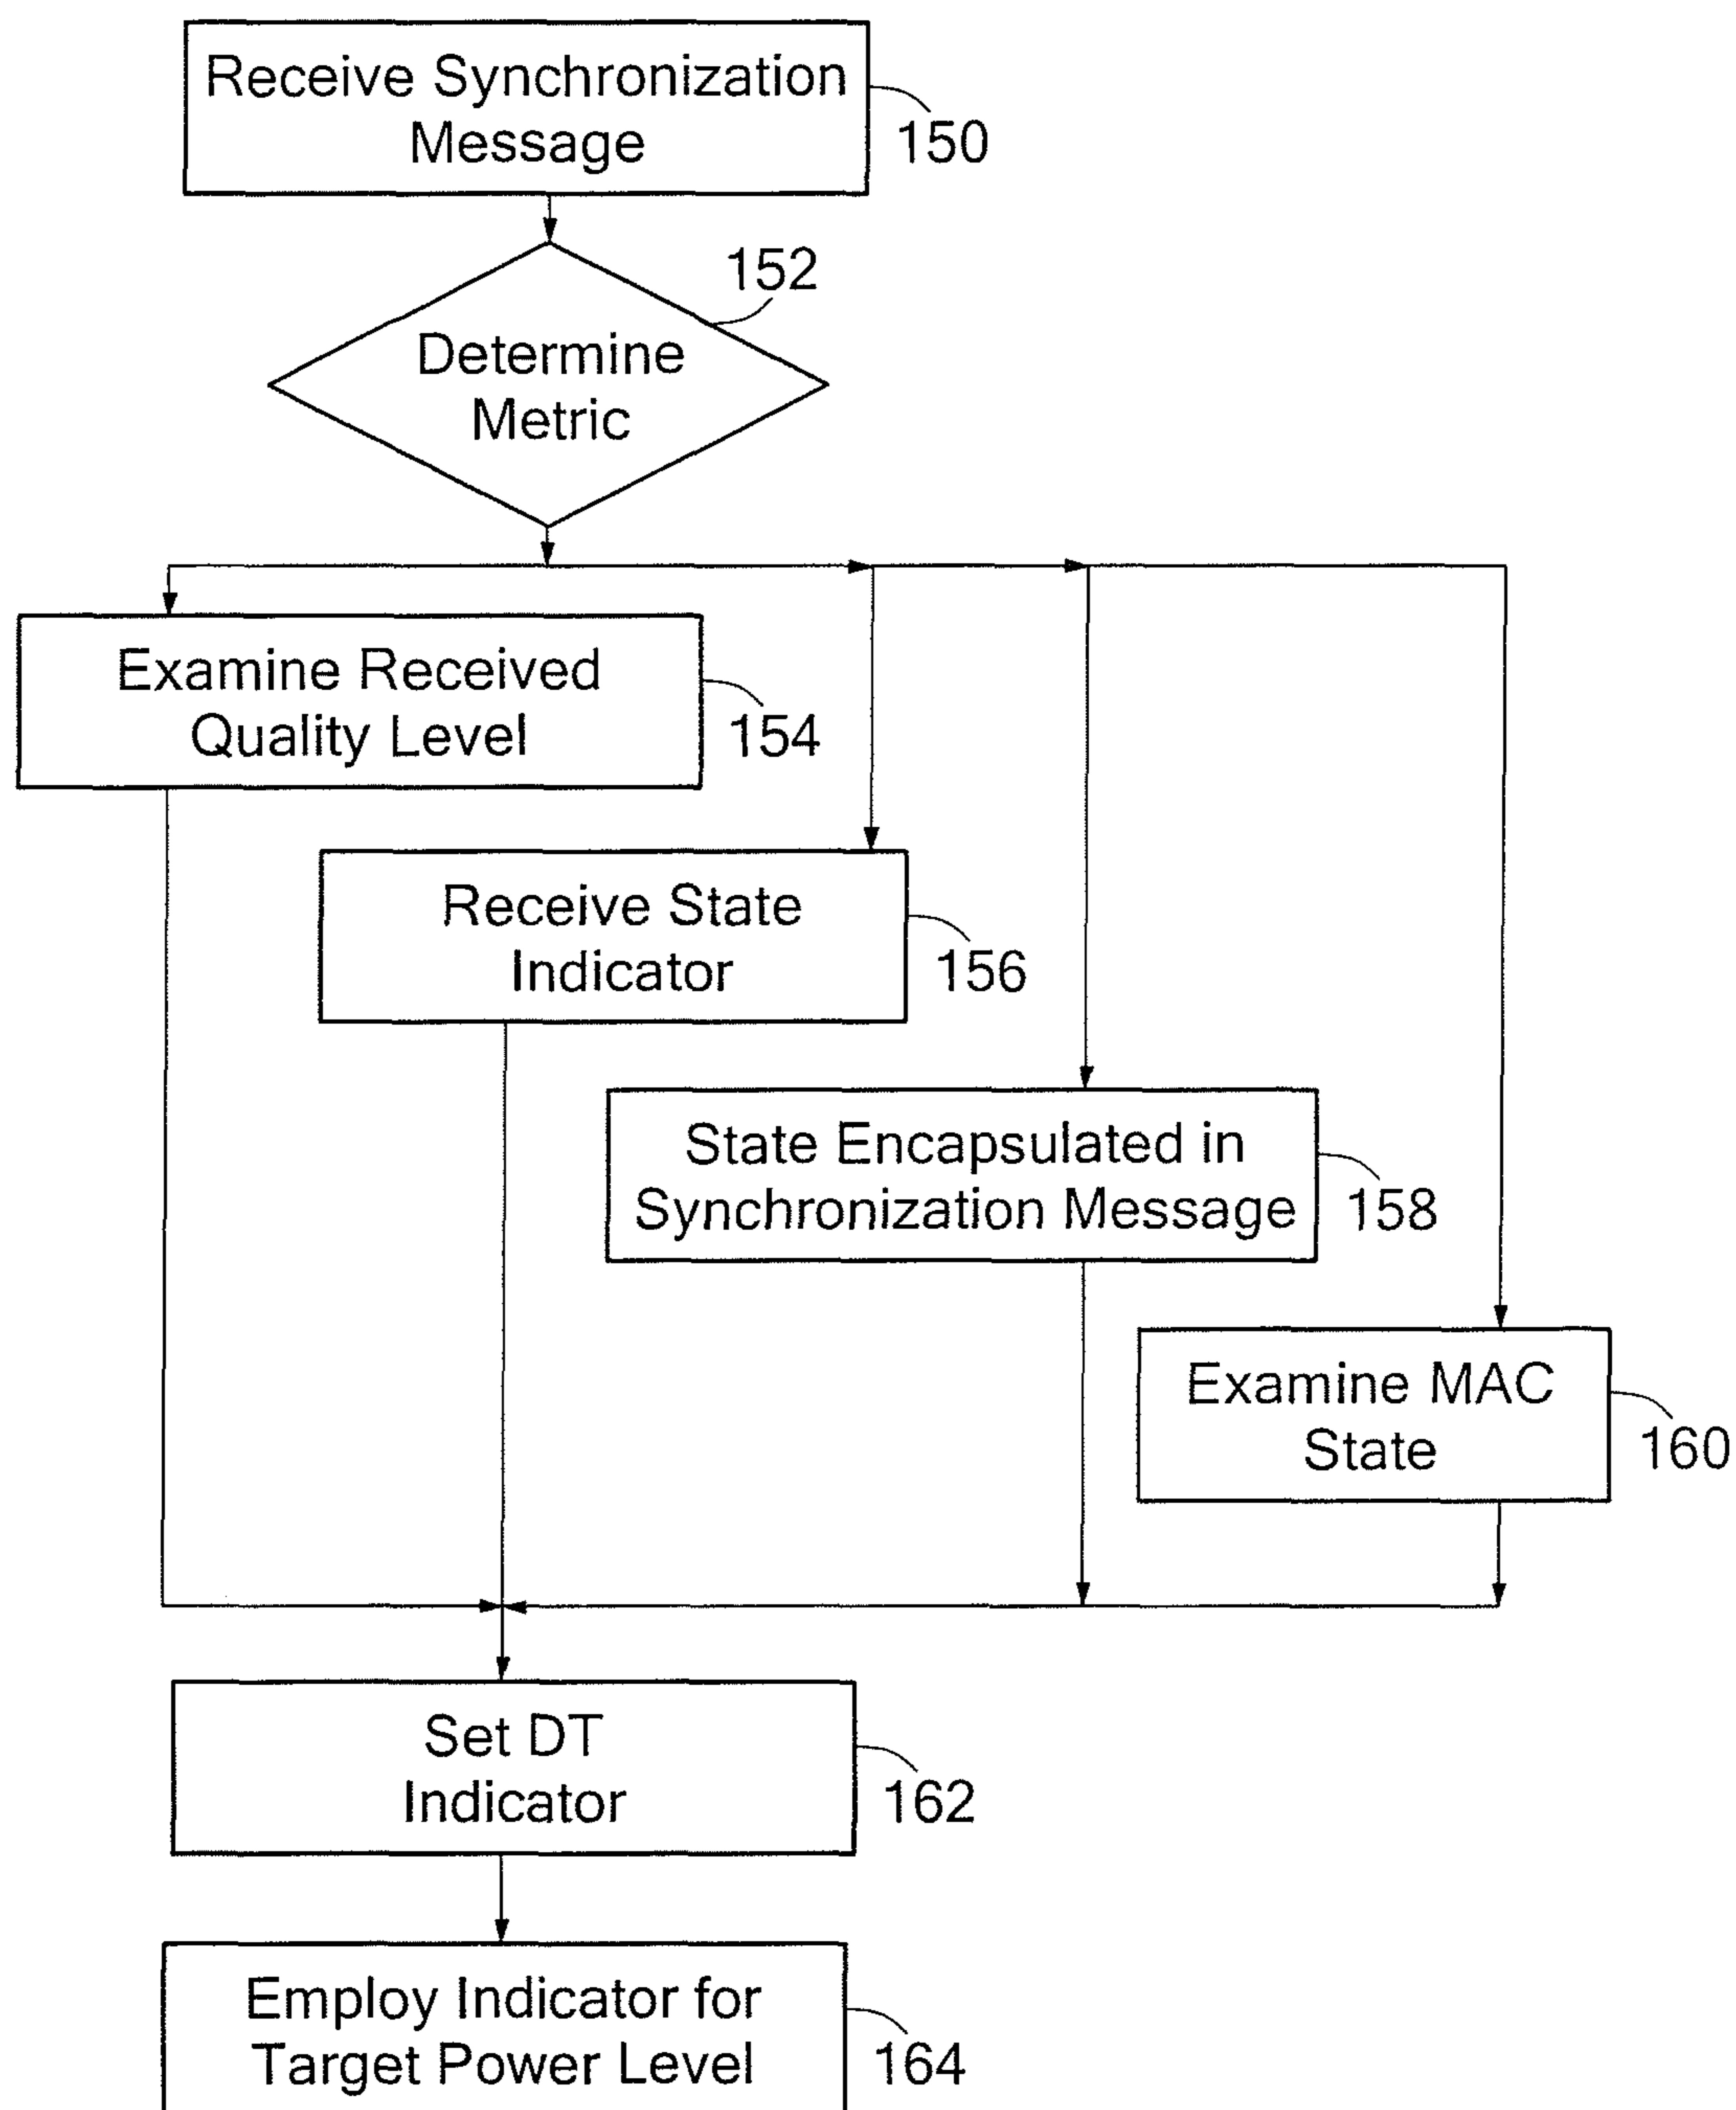 Receive Synchronization
Message
150
152
Determine
Metric
Examine Received
Quality Level
154
Receive State
Indicator
156
State Encapsulated in
Synchronization Message
158
Examine MAC
State
160
Set DT
Indicator
162
Employ Indicator for
Target Power Level
164